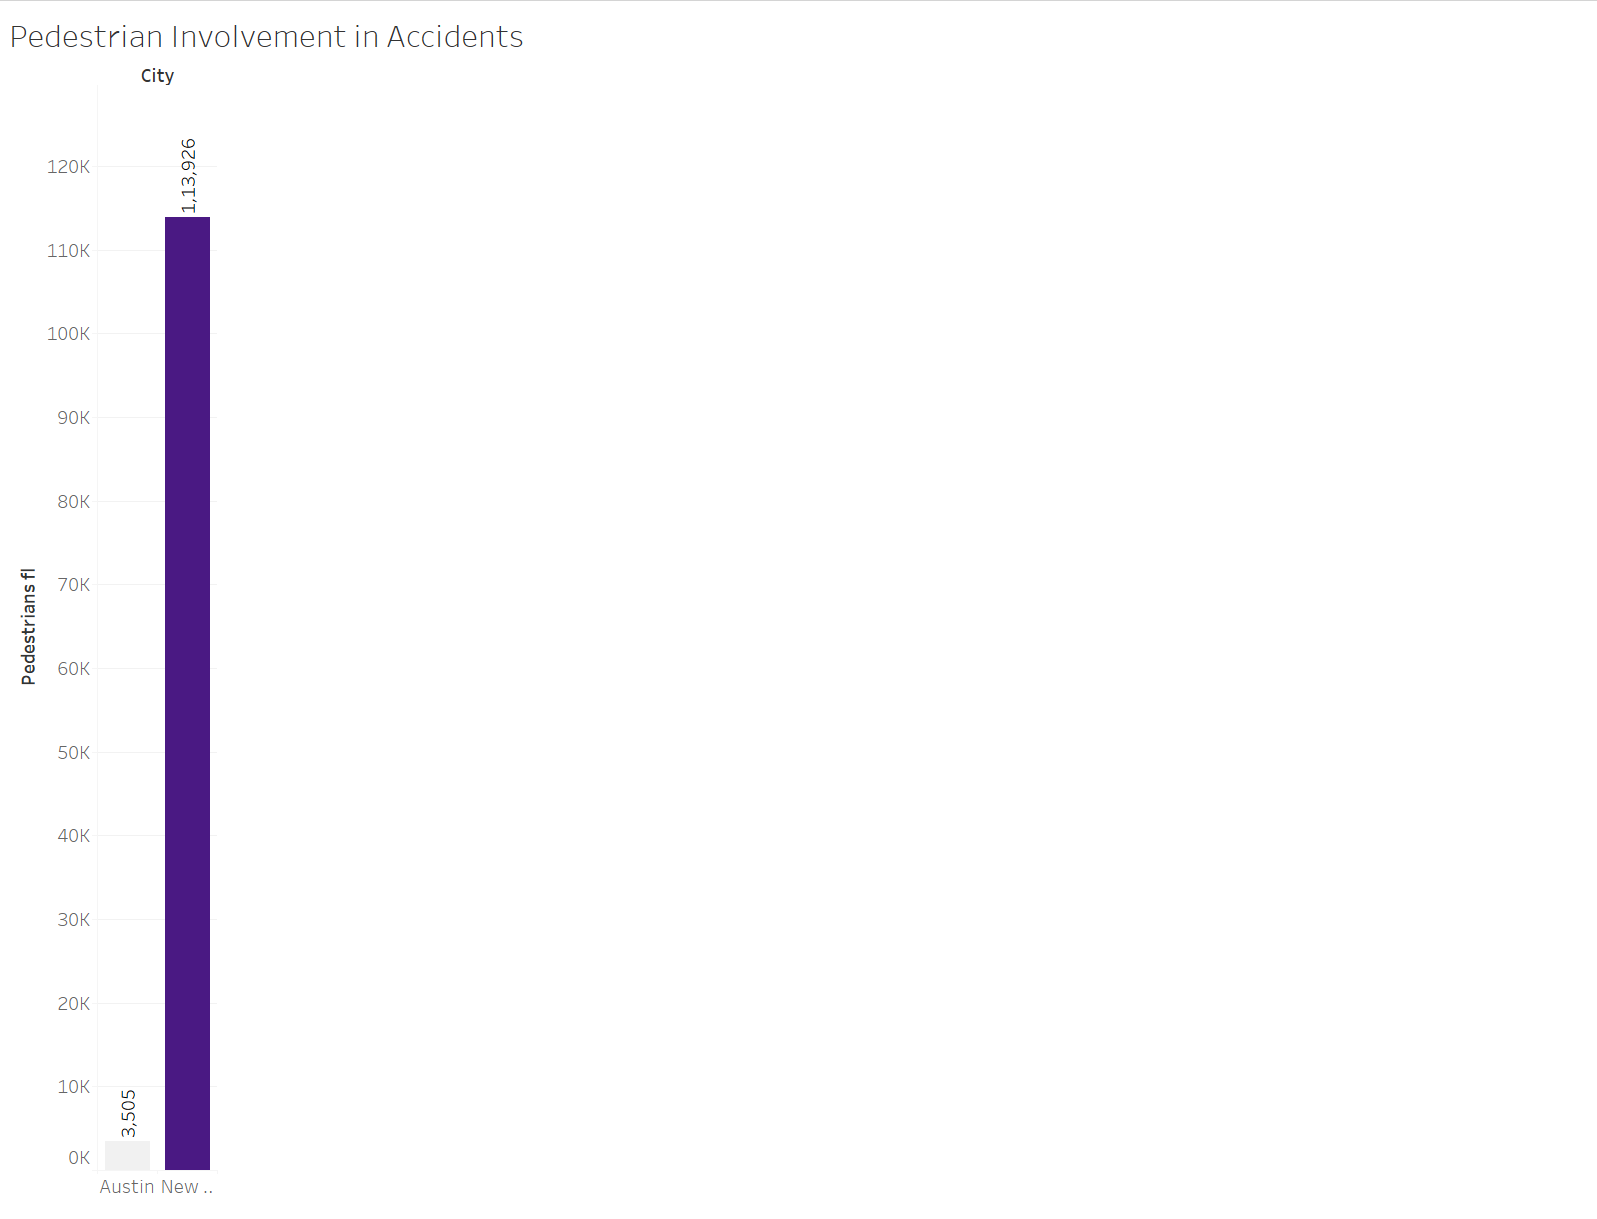 Pedestrian Involvement in Accidents
City
120K
110K
100K
90K
80K
70K
60K
50K
40K
30K
20K
10K
0K
Pedestrians fl
1,13,926
3,505
Austin New ..